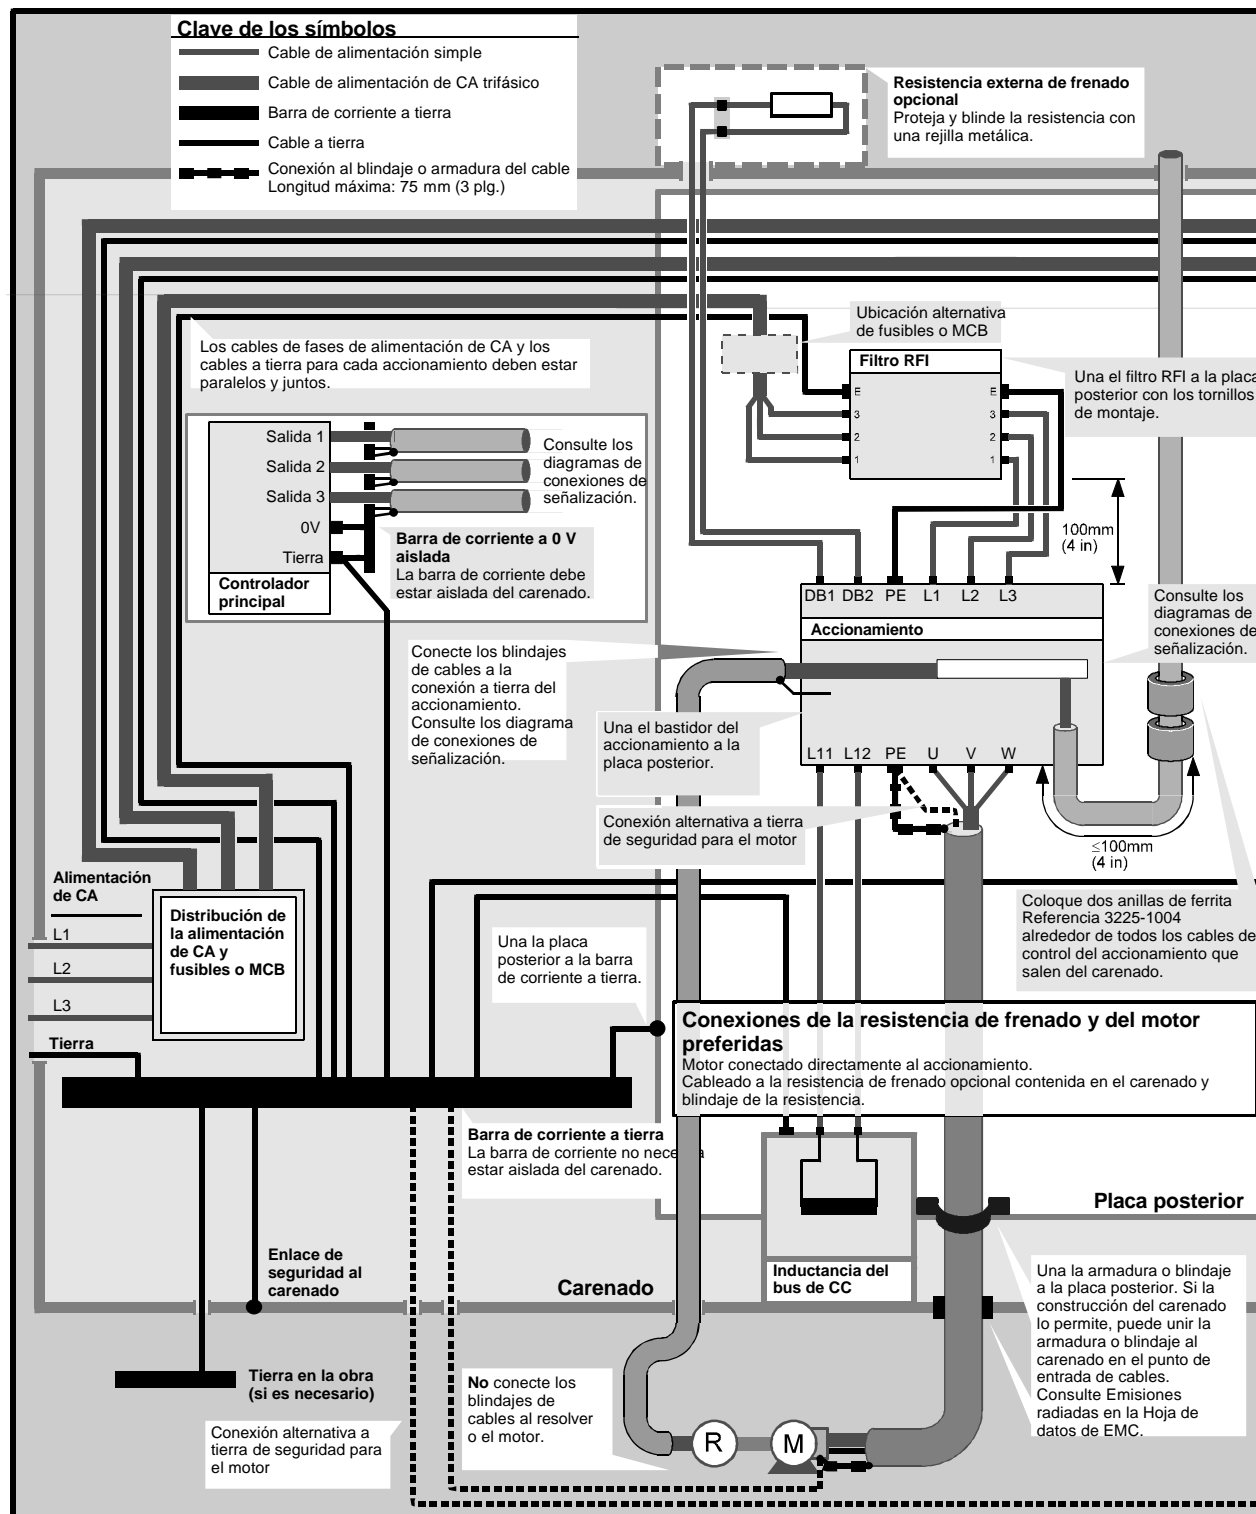 Clave de los símbolos
Cable de alimentación simple
Cable de alimentación de CA trifásico
Barra de corriente a tierra
Cable a tierra
Conexión al blindaje o armadura del cable
Longitud máxima: 75 mm (3 plg.)
Resistencia externa de frenado
opcional
Proteja y blinde la resistencia con
una rejilla metálica.
Ubicación alternativa
de fusibles o MCB
Los cables de fases de alimentación de CA y los
cables a tierra para cada accionamiento deben estar
paralelos y juntos.
Filtro RFI
E
3
2
1
E
3
2
1
Una el filtro RFI a la placa
posterior con los tornillos
de montaje.
Salida 1
Salida 2
Salida 3
0V
Tierra
Controlador
principal
Consulte los
diagramas de
conexiones de
señalización.
Barra de corriente a 0 V
aislada
La barra de corriente debe
estar aislada del carenado.
100mm
(4 in)
DB1 DB2 PE L1 L2 L3
Accionamiento
Consulte los
diagramas de
conexiones de
señalización.
Conecte los blindajes
de cables a la
conexión a tierra del
accionamiento.
Consulte los diagrama
de conexiones de
señalización.
Una el bastidor del
accionamiento a la
placa posterior.
L11 L12 PE U V W
Conexión alternativa a tierra
de seguridad para el motor
≤100mm
(4 in)
Alimentación
de CA
L1
L2
L3
Tierra
Distribución de
la alimentación
de CA y
fusibles o MCB
Una la placa
posterior a la barra
de corriente a tierra.
Coloque dos anillas de ferrita
Referencia 3225-1004
alrededor de todos los cables de
control del accionamiento que
salen del carenado.
Conexiones de la resistencia de frenado y del motor
preferidas
Motor conectado directamente al accionamiento.
Cableado a la resistencia de frenado opcional contenida en el carenado y
blindaje de la resistencia.
Barra de corriente a tierra
La barra de corriente no nece a
estar aislada del carenado.
Placa posterior
Enlace de
seguridad al
carenado
Carenado
Inductancia del
bus de CC
Una la armadura o blindaje
a la placa posterior. Si la
construcción del carenado
lo permite, puede unir la
armadura o blindaje al
carenado en el punto de
entrada de cables.
Consulte Emisiones
radiadas en la Hoja de
datos de EMC.
Tierra en la obra
(si es necesario)
No conecte los
blindajes de
cables al resolver
o el motor.
Conexión alternativa a
tierra de seguridad para
el motor
R
M